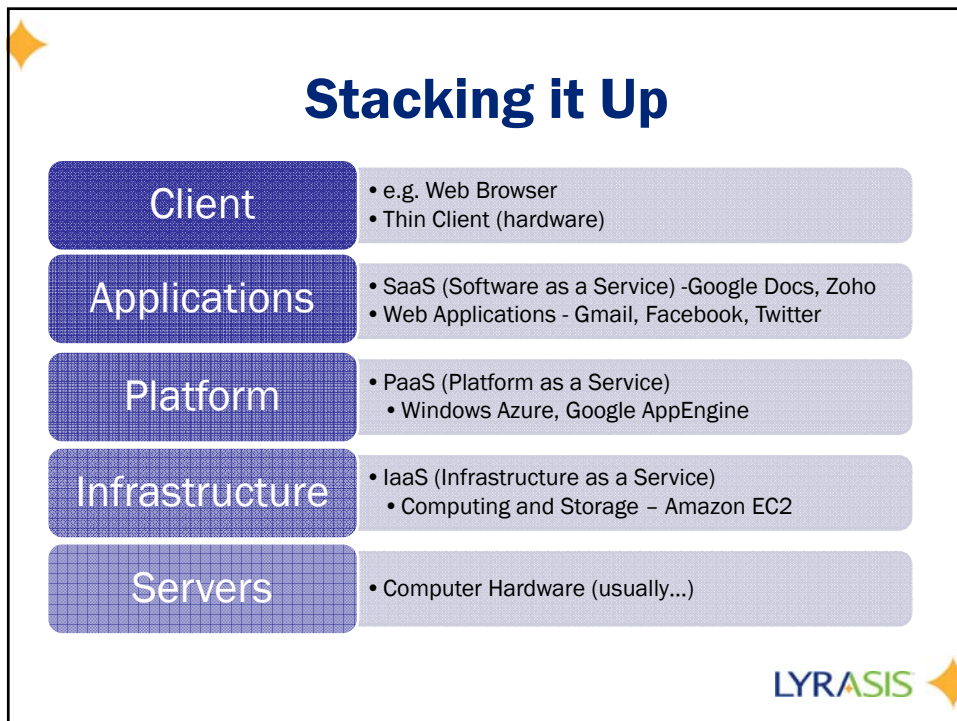 Stacking it Up
Client
• e.g. Web Browser
• Thin Client (hardware)
Applications
• SaaS (Software as a Service) -Google Docs, Zoho
• Web Applications - Gmail, Facebook, Twitter
Platform
• PaaS (Platform as a Service)
• Windows Azure, Google AppEngine
Infrastructure
• IaaS (Infrastructure as a Service)
• Computing and Storage – Amazon EC2
Servers
• Computer Hardware (usually…)
LYRASIS